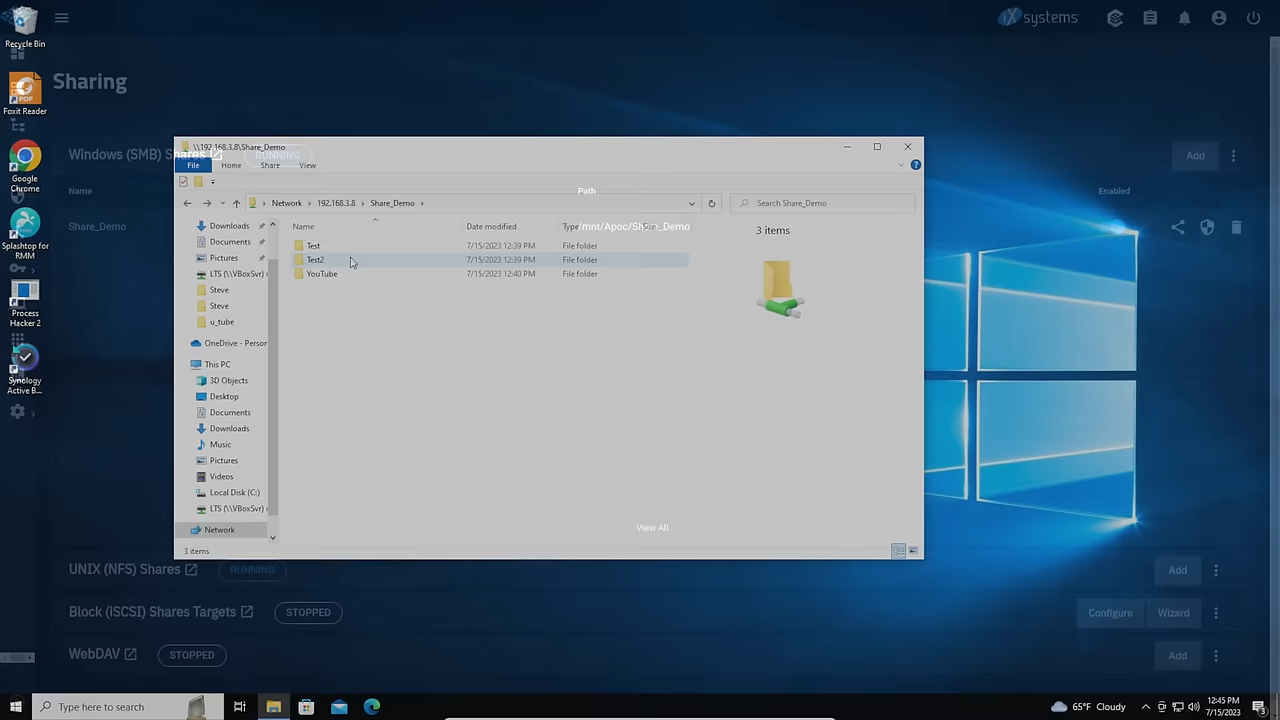 Recycle Bin
iXsystems
Sharing
Foxit Reader
Google Chrome
Splashtop for RMM
Process Hacker 2
Synology Active B...
Windows (SMB) Shares
RUNNING
Add
Name
Path
Enabled
Share_Demo
/mnt/Apoc/Share_Demo
\\192.168.3.8\Share_Demo
File
Home
Share
View
Network
192.168.3.8
Share_Demo
Search Share_Demo
Downloads
Documents
Pictures
LTS (\\VBoxSvr) (
Steve
Steve
u_tube
OneDrive - Person
This PC
3D Objects
Desktop
Documents
Downloads
Music
Pictures
Videos
Local Disk (C:)
LTS (\\VBoxSvr) (
Network
Name
Date modified
Type
Test
7/15/2023 12:39 PM
File folder
Test2
7/15/2023 12:39 PM
File folder
YouTube
7/15/2023 12:40 PM
File folder
3 items
View All
3 items
UNIX (NFS) Shares
RUNNING
Add
Block (ISCSI) Shares Targets
STOPPED
Configure
Wizard
WebDAV
STOPPED
Add
Type here to search
65°F Cloudy
12:45 PM
7/15/2023
3